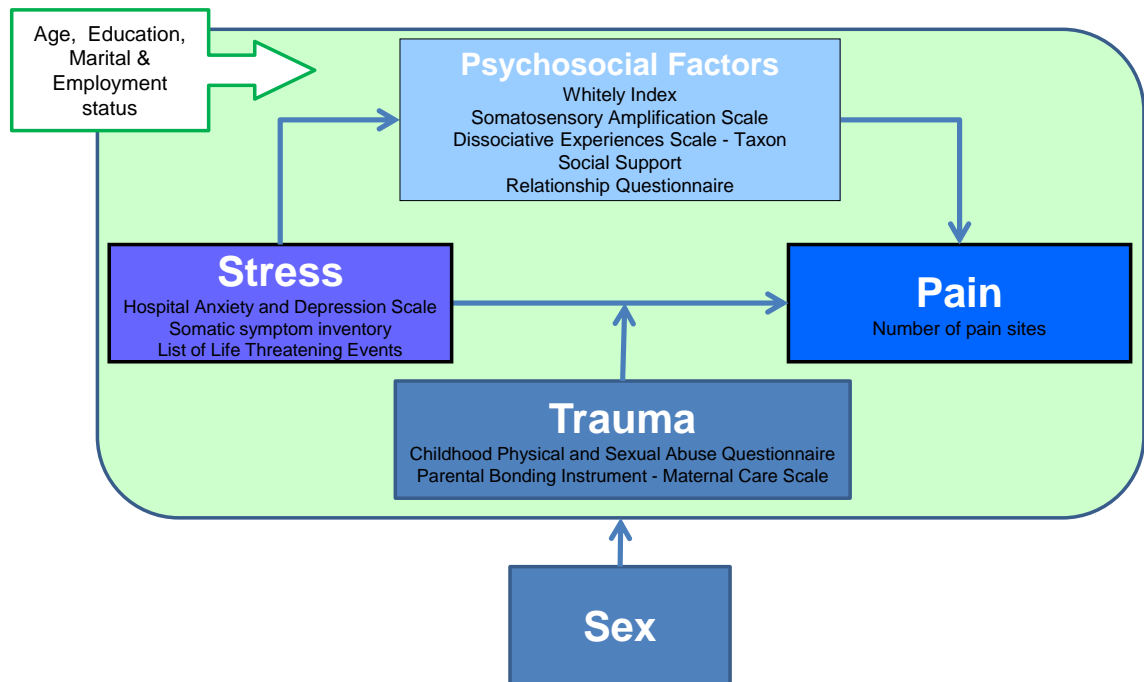 Age, Education,
Marital &
Employment
status
Psychosocial Factors
Whitely Index
Somatosensory Amplification Scale
Dissociative Experiences Scale - Taxon
Social Support
Relationship Questionnaire
Stress
Hospital Anxiety and Depression Scale
Somatic symptom inventory
List of Life Threatening Events
Pain
Number of pain sites
Trauma
Childhood Physical and Sexual Abuse Questionnaire
Parental Bonding Instrument - Maternal Care Scale
Sex